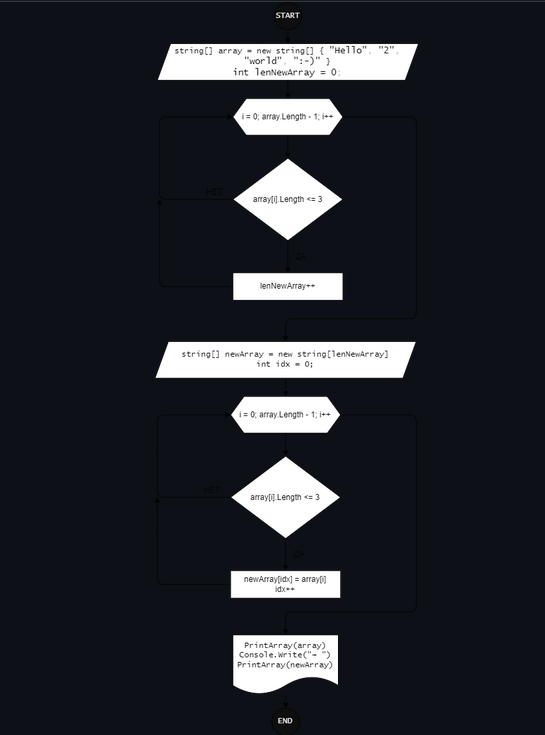 START
string[] array = new string[] { "Hello", "2",
"world", ":-)" }
int lenNewArray = 0;
i = 0; array.Length - 1; i++
array[i].Length <= 3
НЕТ
ДА
lenNewArray++
string[] newArray = new string[lenNewArray]
int idx = 0;
i = 0; array.Length - 1; i++
array[i].Length <= 3
НЕТ
ДА
newArray[idx] = array[i]
idx++
PrintArray(array)
Console.Write("→ ")
PrintArray(newArray)
END